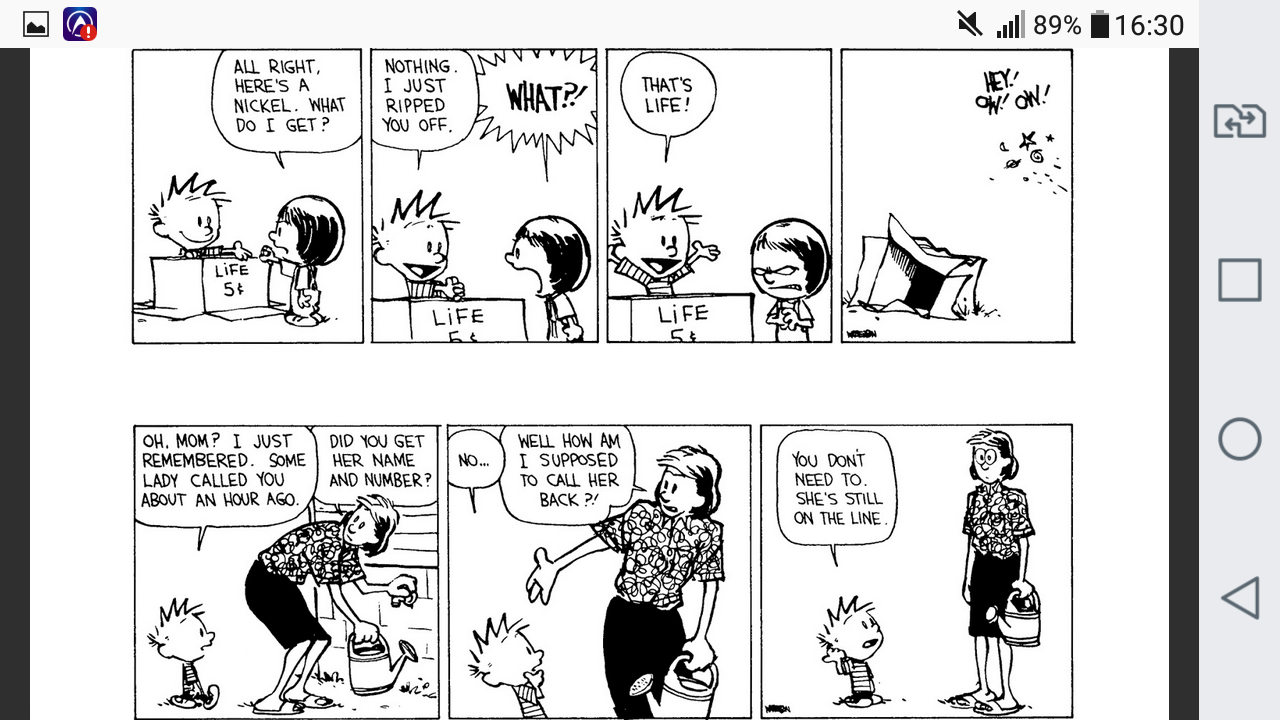 89% 16:30
ALL RIGHT,
HERE'S A
NICKEL. WHAT
DO I GET?
LiFE
5¢
NOTHING.
I JUST
RIPPED
YOU OFF.
WHAT?!
LiFE
5¢
THAT'S
LIFE!
LiFE
5¢
HEY!
OW! OW!
OH, MOM? I JUST
REMEMBERED. SOME
LADY CALLED YOU
ABOUT AN HOUR AGO.
DID YOU GET
HER NAME
AND NUMBER?
NO...
WELL HOW AM
I SUPPOSED
TO CALL HER
BACK?!
YOU DON'T
NEED TO.
SHE'S STILL
ON THE LINE.